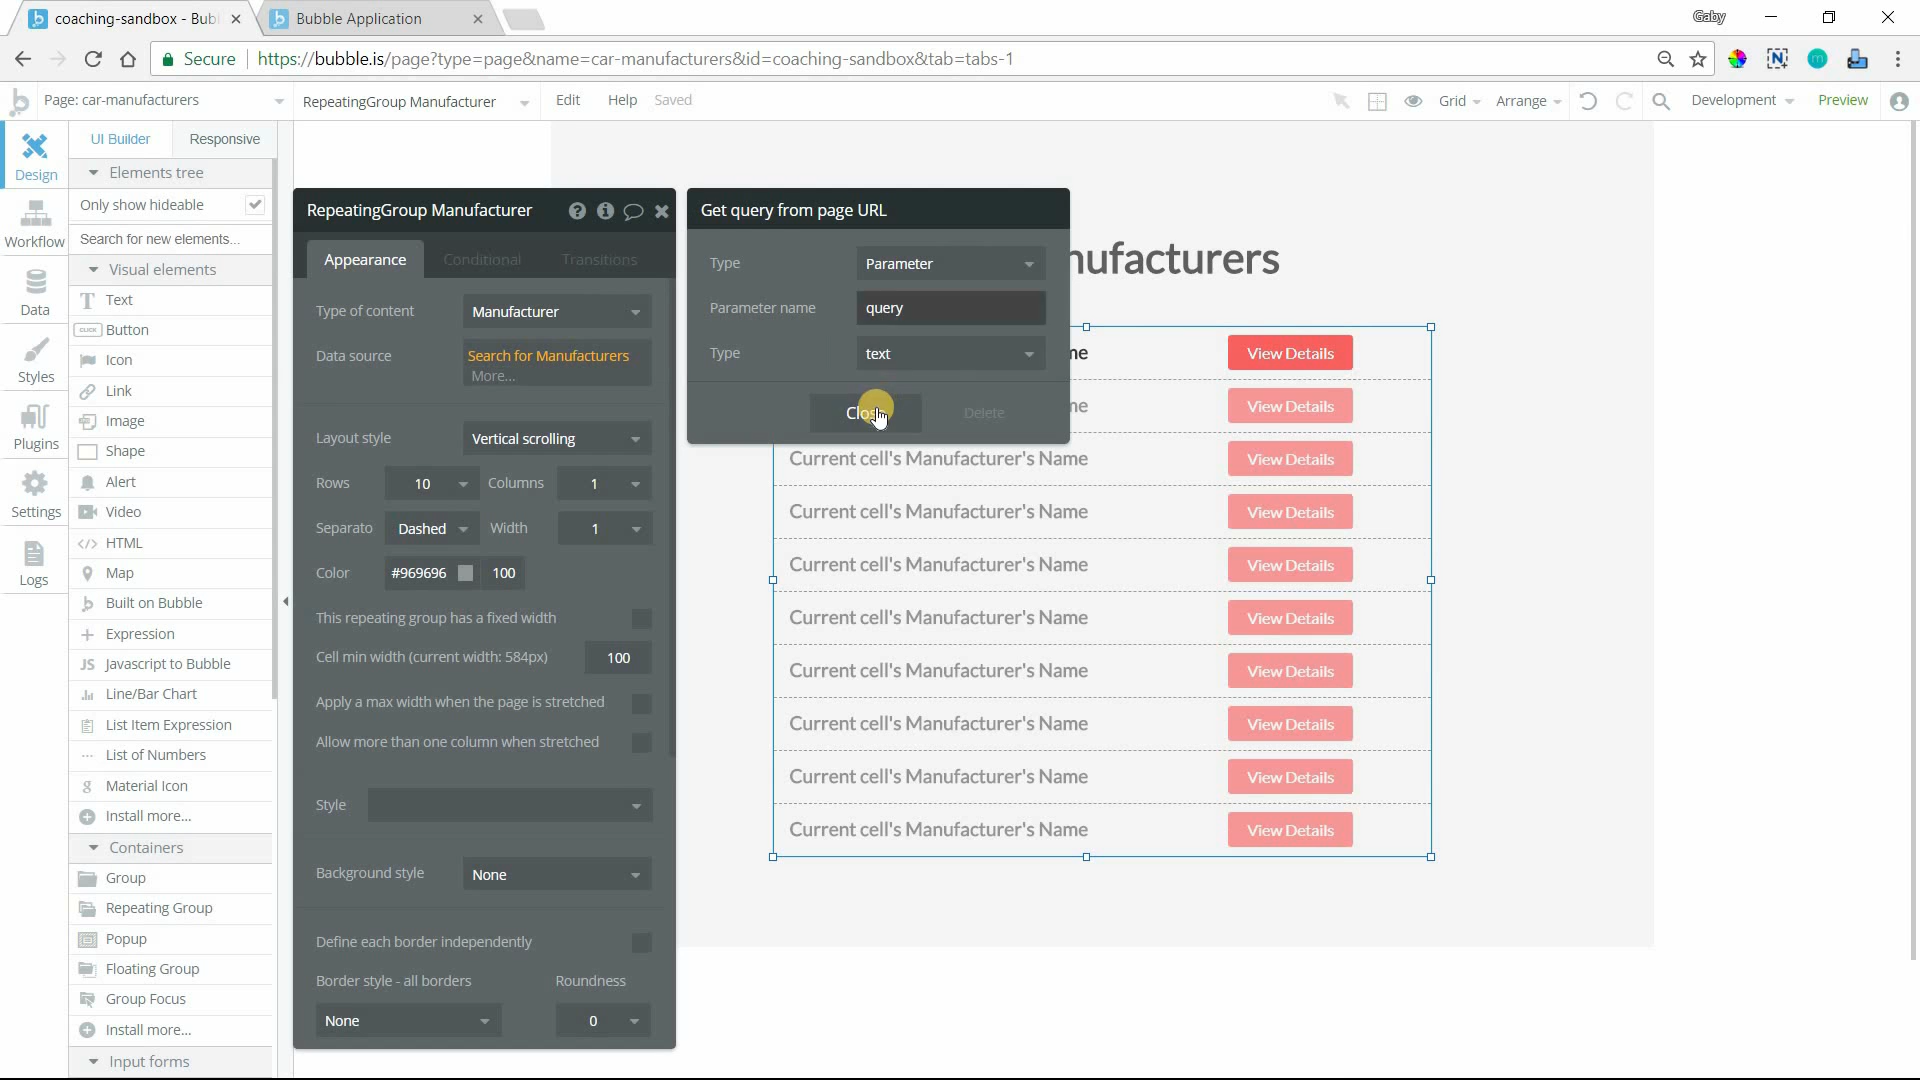 coaching-sandbox - Bub
Bubble Application
Gaby
Secure
https://bubble.is/page?type=page&name=car-manufacturers&id=coaching-sandbox&tab=tabs-1
Page: car-manufacturers
RepeatingGroup Manufacturer
Edit
Help
Saved
Grid
Arrange
Development
Preview
Design
Workflow
Data
Styles
Plugins
Settings
Logs
UI Builder
Responsive
Elements tree
Only show hideable
Search for new elements...
Visual elements
Text
CLICK Button
Icon
Link
Image
Shape
Alert
Video
HTML
Map
Built on Bubble
Expression
JS Javascript to Bubble
Line/Bar Chart
List Item Expression
List of Numbers
Material Icon
Install more...
Containers
Group
Repeating Group
Popup
Floating Group
Group Focus
Install more...
Input forms
RepeatingGroup Manufacturer
Appearance
Conditional
Transitions
Type of content
Manufacturer
Data source
Search for Manufacturers
More...
Layout style
Vertical scrolling
Rows
10
Columns
1
Separato
Dashed
Width
1
Color
#969696
100
This repeating group has a fixed width
Cell min width (current width: 584px)
100
Apply a max width when the page is stretched
Allow more than one column when stretched
Style
Background style
None
Define each border independently
Border style - all borders
Roundness
None
0
Get query from page URL
Type
Parameter
Parameter name
query
Type
text
Clos
Delete
nufacturers
ne
View Details
ne
View Details
Current cell's Manufacturer's Name
View Details
Current cell's Manufacturer's Name
View Details
Current cell's Manufacturer's Name
View Details
Current cell's Manufacturer's Name
View Details
Current cell's Manufacturer's Name
View Details
Current cell's Manufacturer's Name
View Details
Current cell's Manufacturer's Name
View Details
Current cell's Manufacturer's Name
View Details